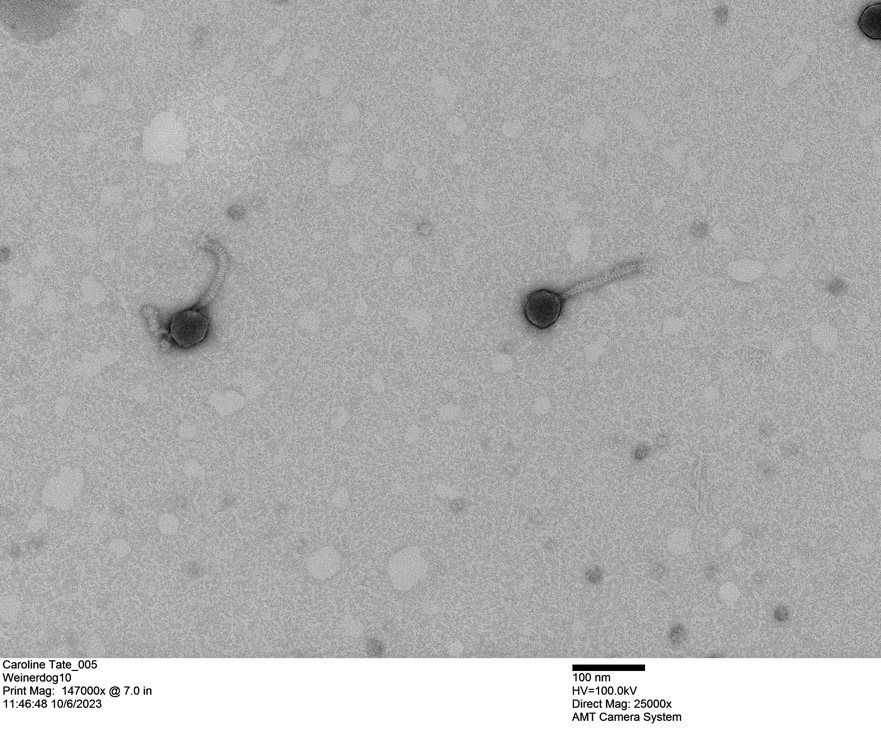 Caroline Tate_005
Weinerdog10
Print Mag:  147000x @ 7.0 in
11:46:48 10/6/2023
100 nm
HV=100.0kV
Direct Mag: 25000x
AMT Camera System